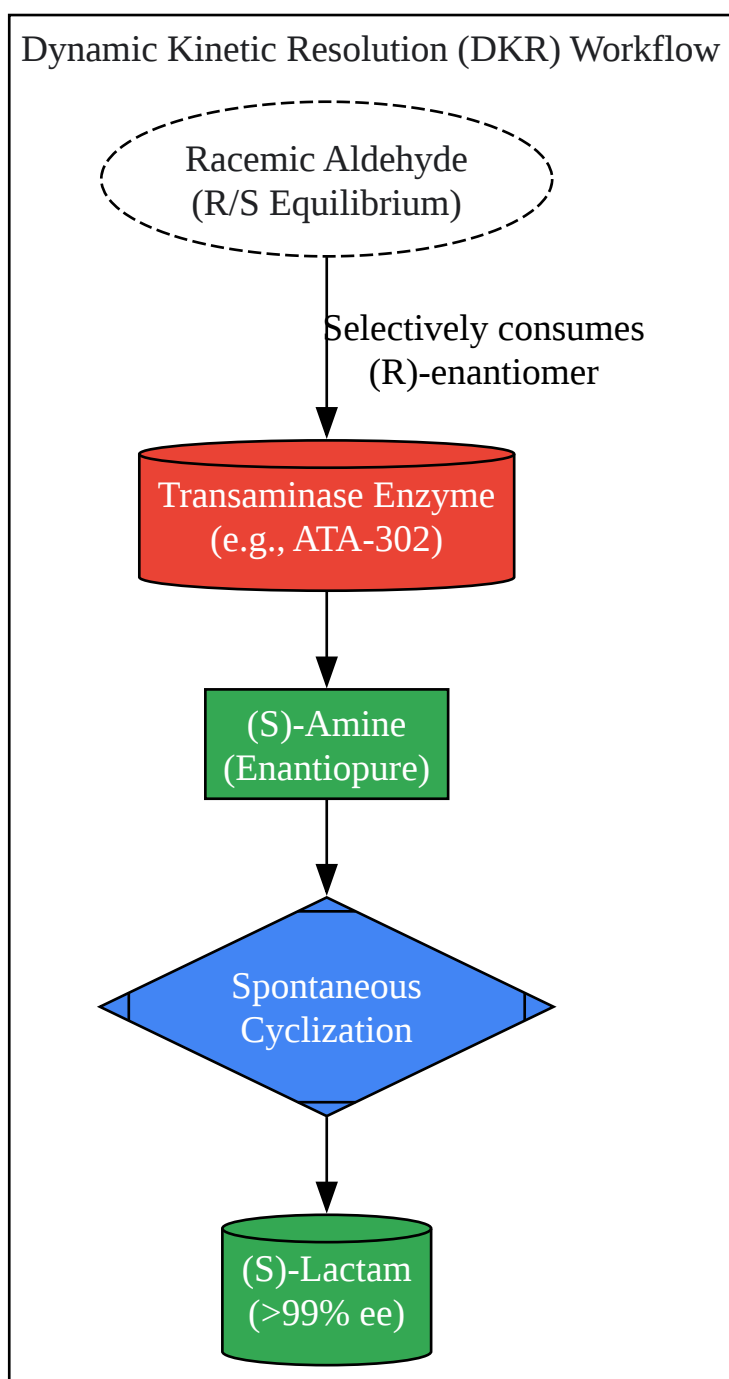 Dynamic Kinetic Resolution (DKR) Workflow
Racemic Aldehyde
(R/S Equilibrium)
Selectively consumes
(R)-enantiomer
Transaminase Enzyme
(e.g., ATA-302)
(S)-Amine
(Enantiopure)
Spontaneous
Cyclization
(S)-Lactam
(>99% ee)